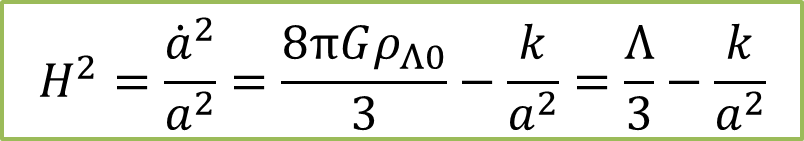 H² = ȧ²/a² = 8πGρ_Λ0/3 − k/a² = Λ/3 − k/a²